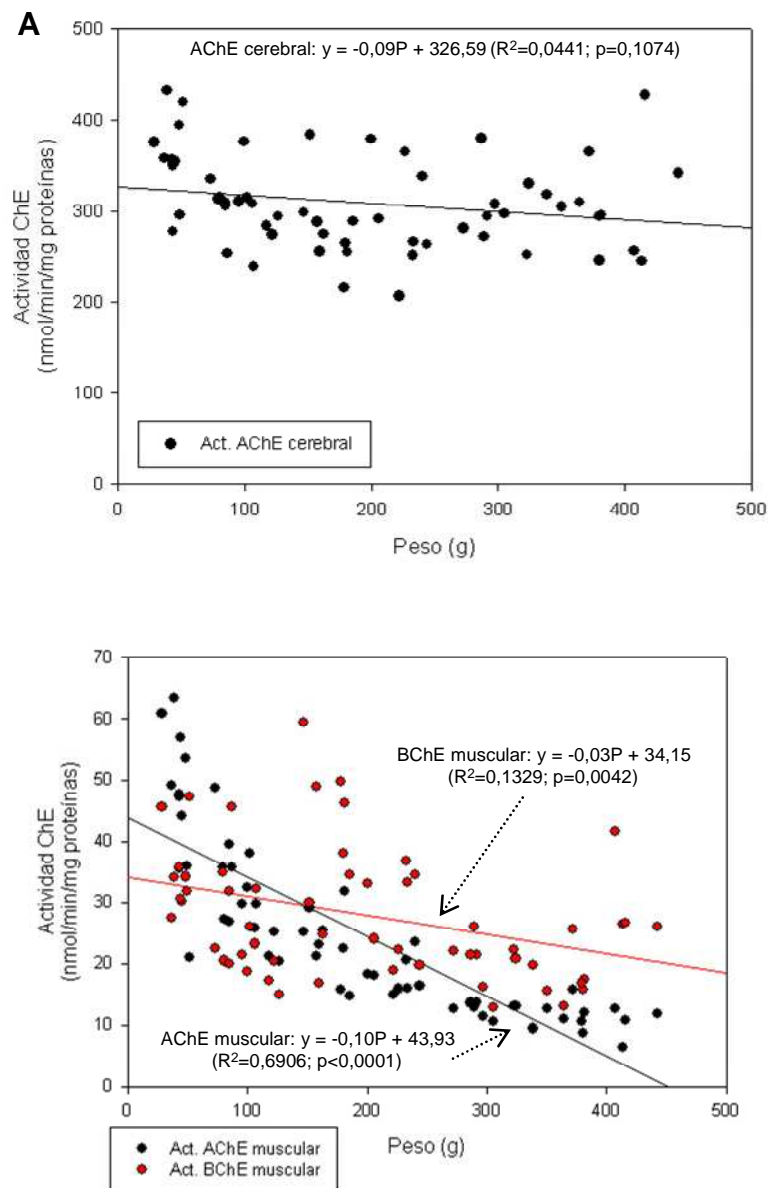 A
AChE cerebral: y = -0,09P + 326,59 (R²=0,0441; p=0,1074)
500
400
300
200
100
0
Actividad ChE
(nmol/min/mg proteínas)
Act. AChE cerebral
0 100 200 300 400 500
Peso (g)
70
60
50
40
30
20
10
0
Actividad ChE
(nmol/min/mg proteínas)
BChE muscular: y = -0,03P + 34,15
(R²=0,1329; p=0,0042)
AChE muscular: y = -0,10P + 43,93
(R²=0,6906; p<0,0001)
0 100 200 300 400 500
Peso (g)
Act. AChE muscular
Act. BChE muscular